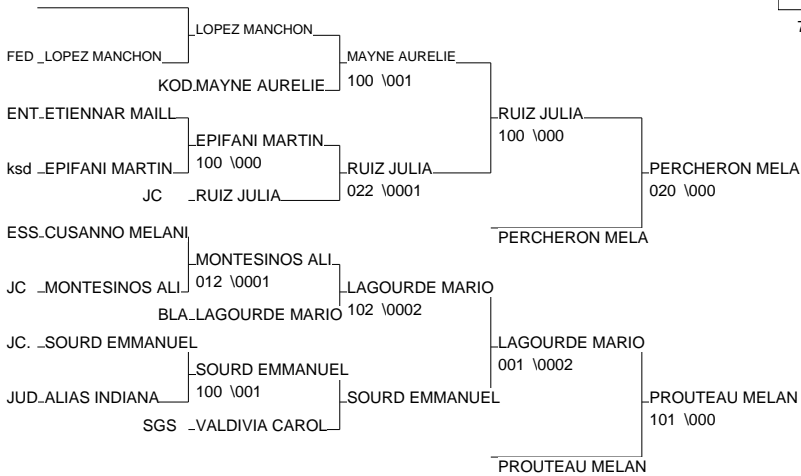 7
LOPEZ MANCHON
FED LOPEZ MANCHON
MAYNE AURELIE
100 \001
KOD MAYNE AURELIE
ENT ETIENNAR MAILL
RUIZ JULIA
100 \000
EPIFANI MARTIN
100 \000
ksd EPIFANI MARTIN
RUIZ JULIA
022 \0001
PERCHERON MELA
020 \000
JC RUIZ JULIA
ESS CUSANNO MELANI
PERCHERON MELA
MONTESINOS ALI
012 \0001
JC MONTESINOS ALI
LAGOURDE MARIO
102 \0002
BLA LAGOURDE MARIO
JC. SOURD EMMANUEL
LAGOURDE MARIO
001 \0002
SOURD EMMANUEL
100 \001
JUD ALIAS INDIANA
SOURD EMMANUEL
PROUTEAU MELAN
101 \000
SGS VALDIVIA CAROL
PROUTEAU MELAN